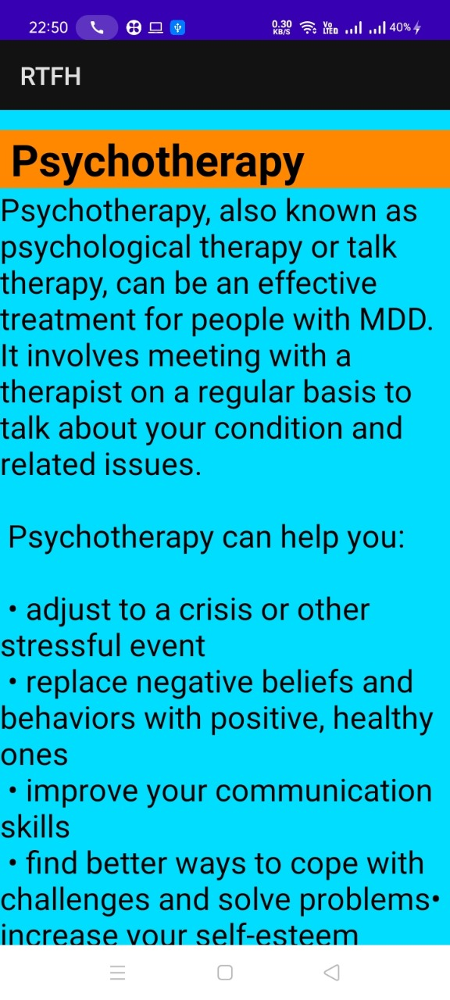 22:50 0.30 KB/S Vo LTED 40%
RTFH
Psychotherapy
Psychotherapy, also known as
psychological therapy or talk
therapy, can be an effective
treatment for people with MDD.
It involves meeting with a
therapist on a regular basis to
talk about your condition and
related issues.
Psychotherapy can help you:
• adjust to a crisis or other
stressful event
• replace negative beliefs and
behaviors with positive, healthy
ones
• improve your communication
skills
• find better ways to cope with
challenges and solve problems•
increase your self-esteem